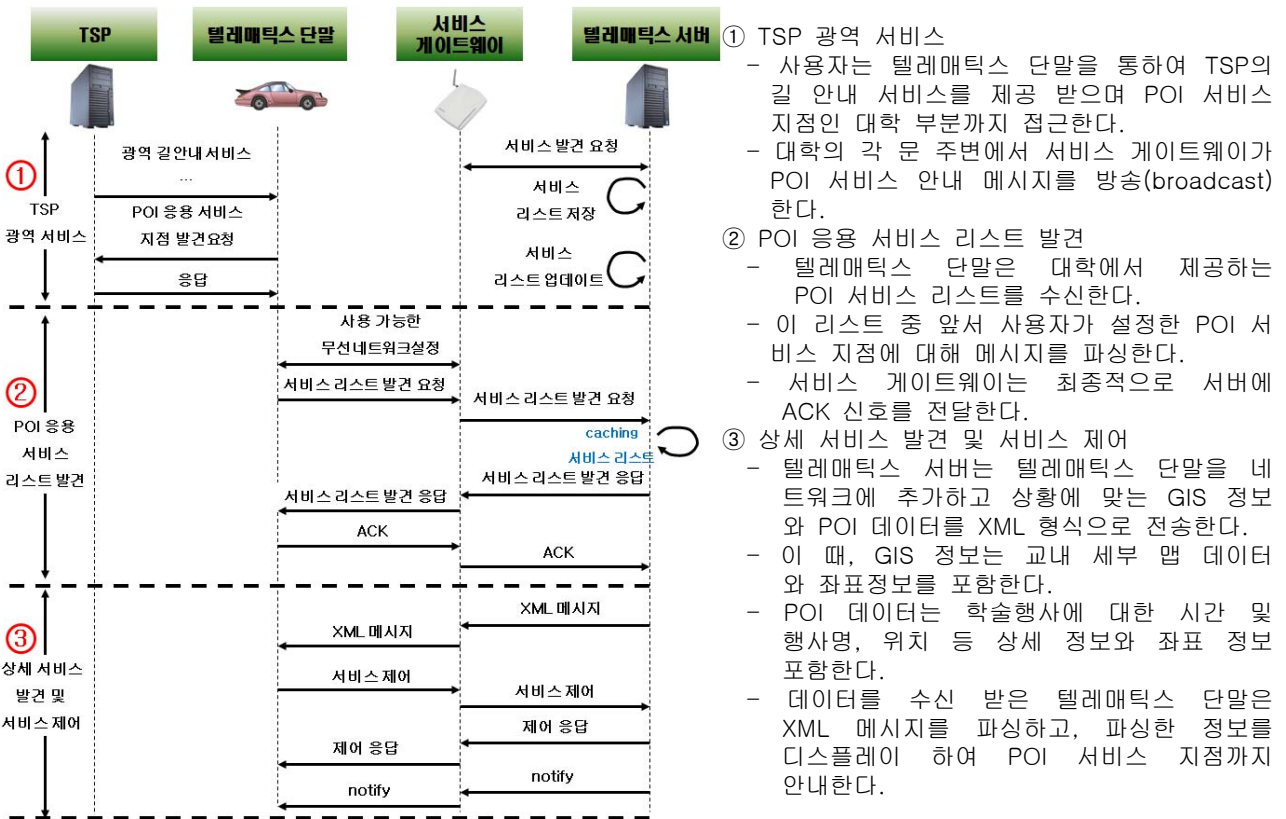 TSP
텔레매틱스 단말
서비스
게이트웨이
텔레매틱스 서버
①
TSP
광역 서비스
광역 길안내 서비스
...
POI 응용 서비스
지점 발견요청
응답
서비스 발견 요청
서비스
리스트 저장
서비스
리스트 업데이트
②
POI 응용
서비스
리스트 발견
사용 가능한
무선네트워크설정
서비스 리스트 발견 요청
서비스 리스트 발견 요청
caching
서비스 리스트
서비스 리스트 발견 응답
서비스 리스트 발견 응답
ACK
ACK
③
상세 서비스
발견 및
서비스 제어
XML 메시지
XML 메시지
서비스 제어
서비스 제어
제어 응답
제어 응답
notify
notify
① TSP 광역 서비스
- 사용자는 텔레매틱스 단말을 통하여 TSP의
길 안내 서비스를 제공 받으며 POI 서비스
지점인 대학 부분까지 접근한다.
- 대학의 각 문 주변에서 서비스 게이트웨이가
POI 서비스 안내 메시지를 방송(broadcast)
한다.
② POI 응용 서비스 리스트 발견
- 텔레매틱스 단말은 대학에서 제공하는
POI 서비스 리스트를 수신한다.
- 이 리스트 중 앞서 사용자가 설정한 POI 서
비스 지점에 대해 메시지를 파싱한다.
- 서비스 게이트웨이는 최종적으로 서버에
ACK 신호를 전달한다.
③ 상세 서비스 발견 및 서비스 제어
- 텔레매틱스 서버는 텔레매틱스 단말을 네
트워크에 추가하고 상황에 맞는 GIS 정보
와 POI 데이터를 XML 형식으로 전송한다.
- 이 때, GIS 정보는 교내 세부 맵 데이터
와 좌표정보를 포함한다.
- POI 데이터는 학술행사에 대한 시간 및
행사명, 위치 등 상세 정보와 좌표 정보
포함한다.
- 데이터를 수신 받은 텔레매틱스 단말은
XML 메시지를 파싱하고, 파싱한 정보를
디스플레이 하여 POI 서비스 지점까지
안내한다.